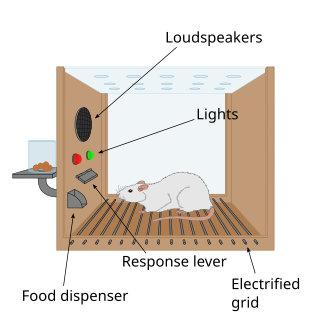 Loudspeakers
Lights
Response lever
Food dispenser
Electrified
grid